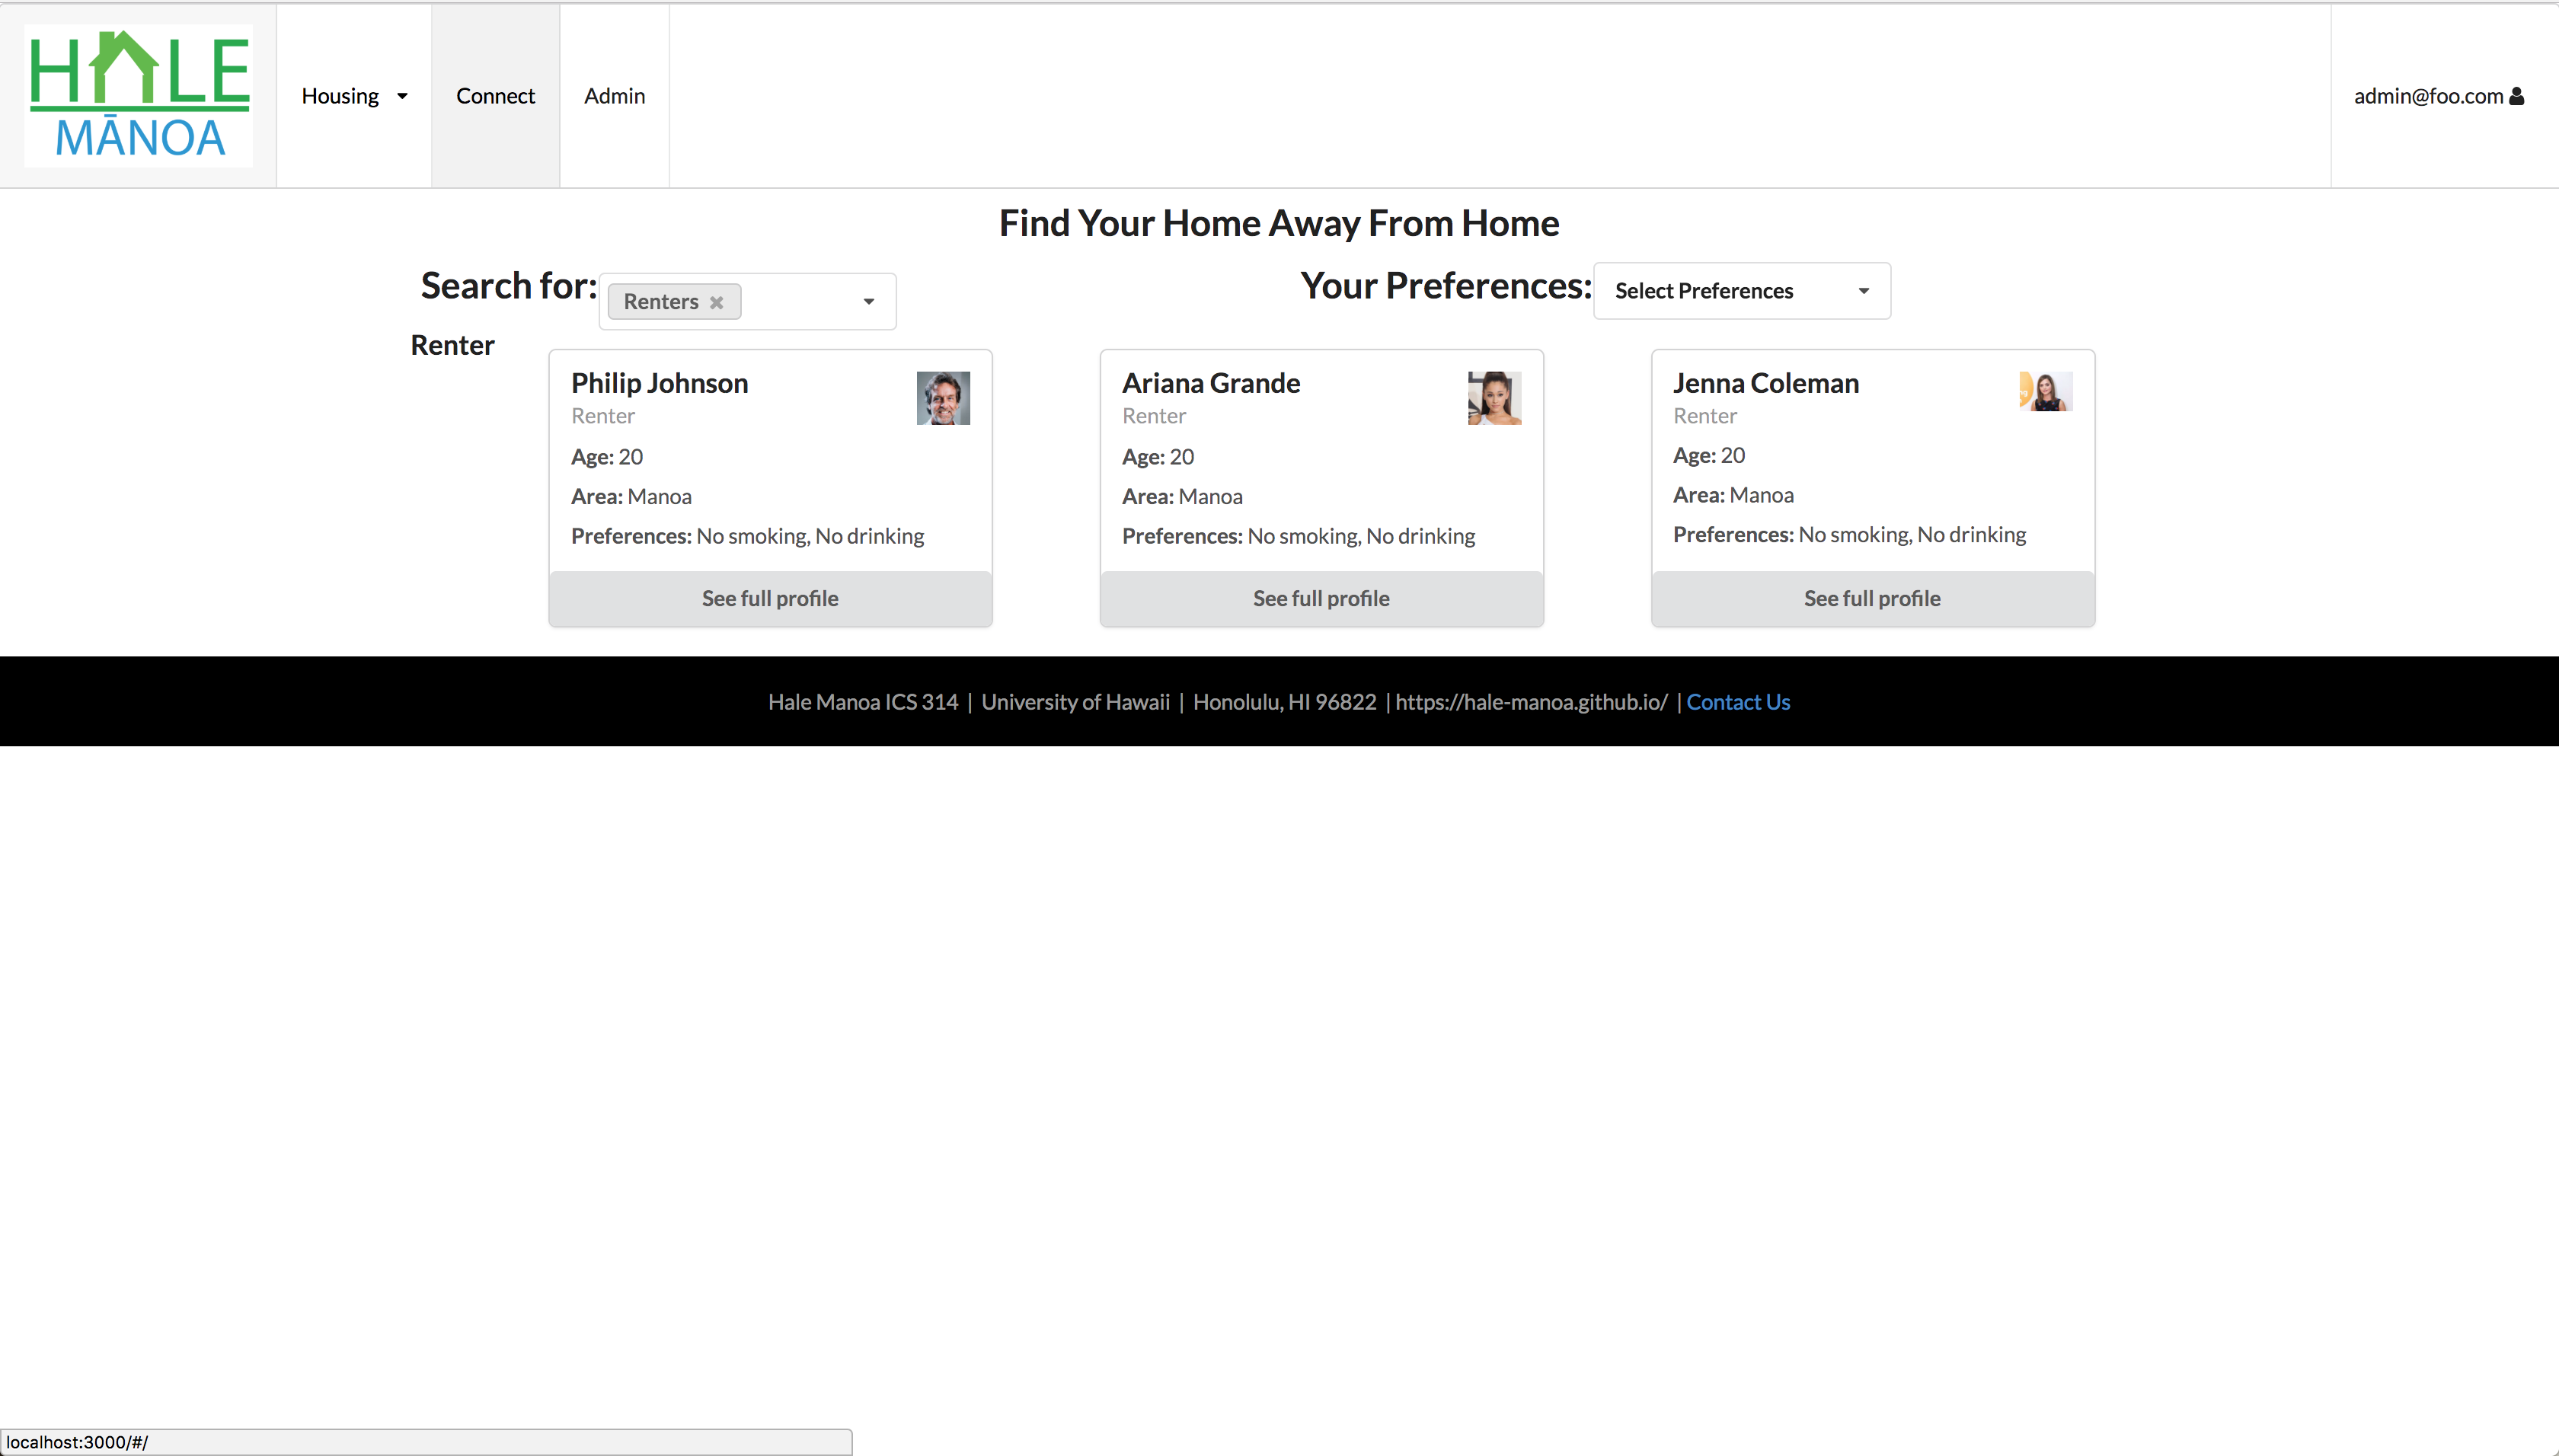 HALE
MĀNOA
Housing
Connect
Admin
admin@foo.com
Find Your Home Away From Home
Search for:
Renters
Your Preferences:
Select Preferences
Renter
Philip Johnson
Renter
Age: 20
Area: Manoa
Preferences: No smoking, No drinking
See full profile
Ariana Grande
Renter
Age: 20
Area: Manoa
Preferences: No smoking, No drinking
See full profile
Jenna Coleman
Renter
Age: 20
Area: Manoa
Preferences: No smoking, No drinking
See full profile
Hale Manoa ICS 314 | University of Hawaii | Honolulu, HI 96822 | https://hale-manoa.github.io/ | Contact Us
localhost:3000/#/